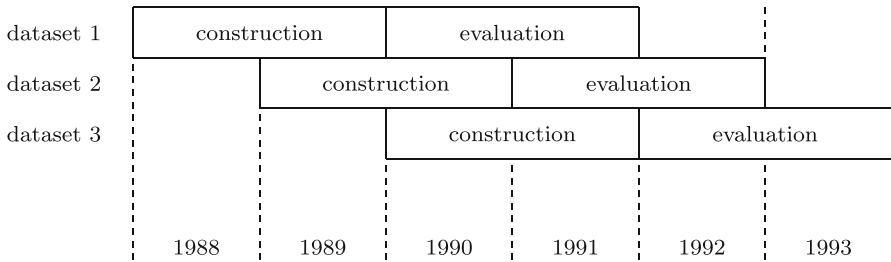 dataset 1 construction evaluation
dataset 2 construction evaluation
dataset 3 construction evaluation
1988 1989 1990 1991 1992 1993